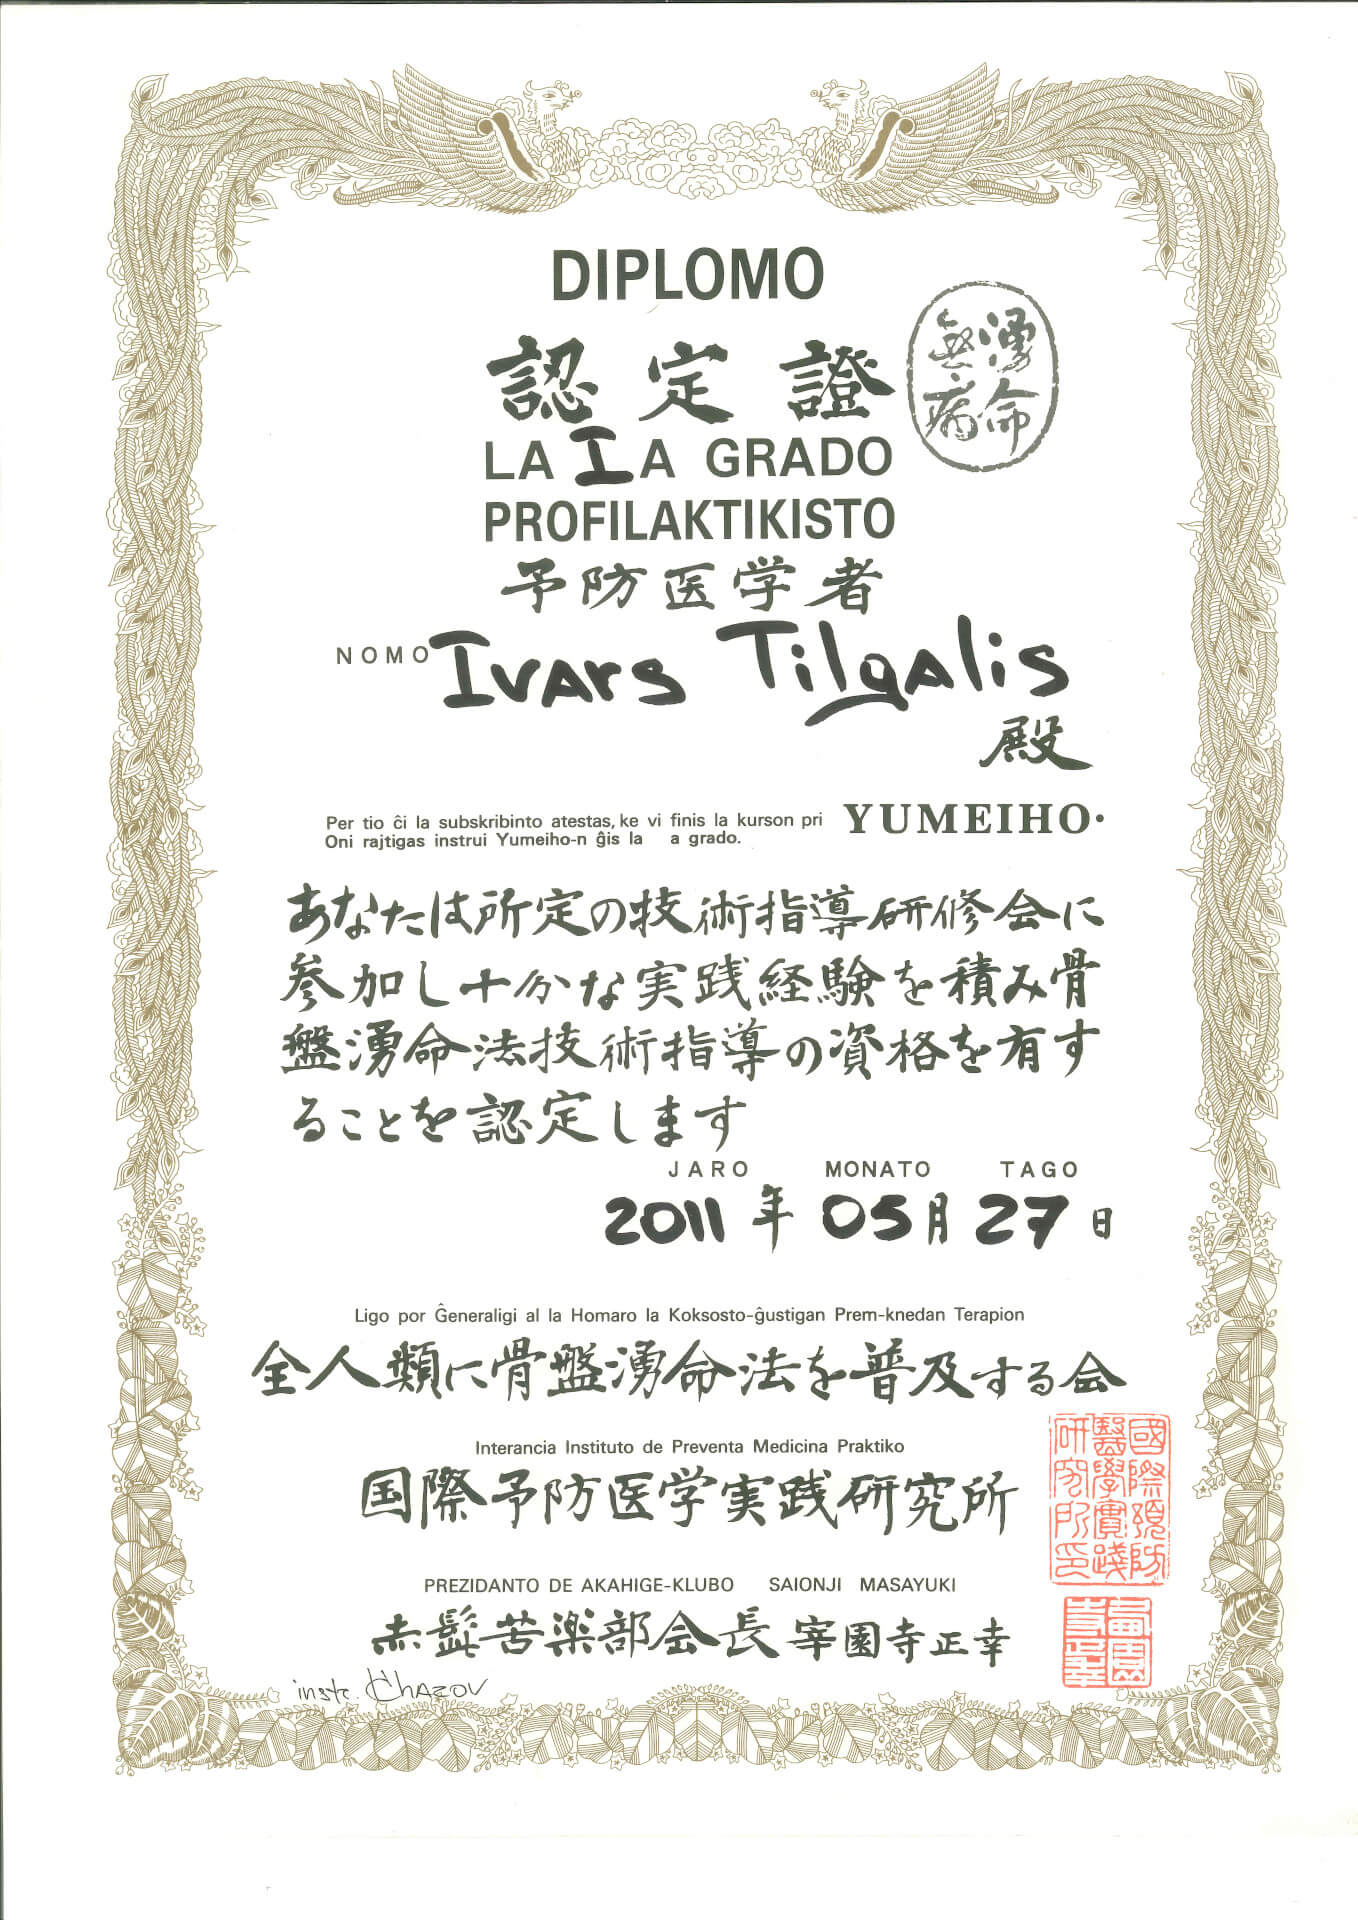 DIPLOMO
認定證
湧命
無病
LA I A GRADO
PROFILAKTIKISTO
予防医学者
NOMO Ivars Tilgalis
殿
Per tio ĉi la subskribinto atestas, ke vi finis la kurson pri YUMEIHO.
Oni rajtigas instrui Yumeiho-n ĝis la a grado.
あなたは所定の技術指導研修会に
参加し十分な実践経験を積み骨
盤湧命法技術指導の資格を有す
ることを認定します
JARO MONATO TAGO
2011 年 05 月 27 日
Ligo por Ĝeneraligi al la Homaro la Koksosto-ĝustigan Prem-knedan Terapion
全人類に骨盤湧命法を普及する会
Interancia Instituto de Preventa Medicina Praktiko
国際予防医学実践研究所
國際預防
醫學實踐
研究所印
PREZIDANTO DE AKAHIGE-KLUBO SAIONJI MASAYUKI
赤髭苦楽部会長 宰園寺正幸
instr. Chazov